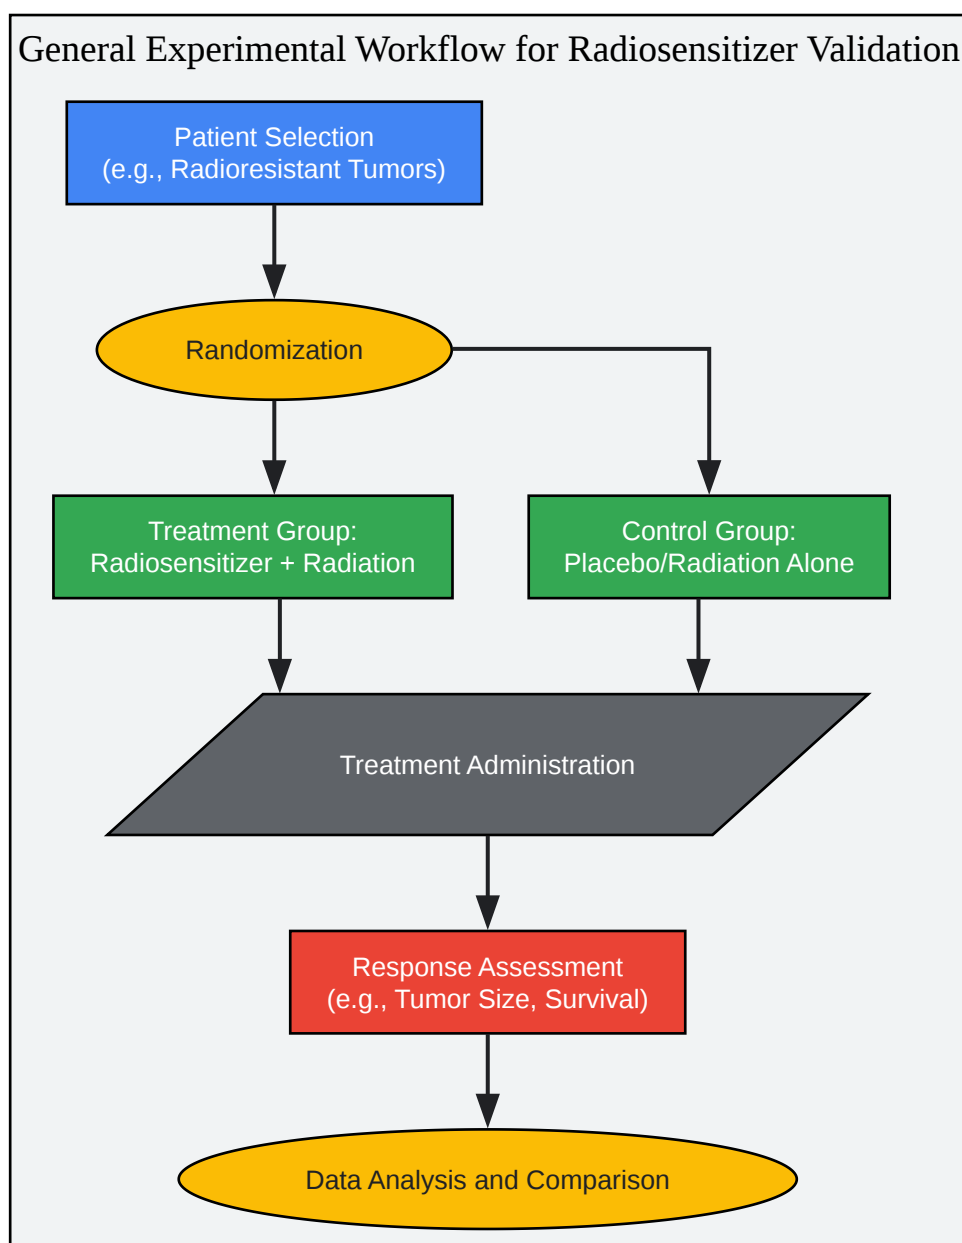 General Experimental Workflow for Radiosensitizer Validation
Patient Selection
(e.g., Radioresistant Tumors)
Randomization
Treatment Group:
Radiosensitizer + Radiation
Control Group:
Placebo/Radiation Alone
Treatment Administration
Response Assessment
(e.g., Tumor Size, Survival)
Data Analysis and Comparison